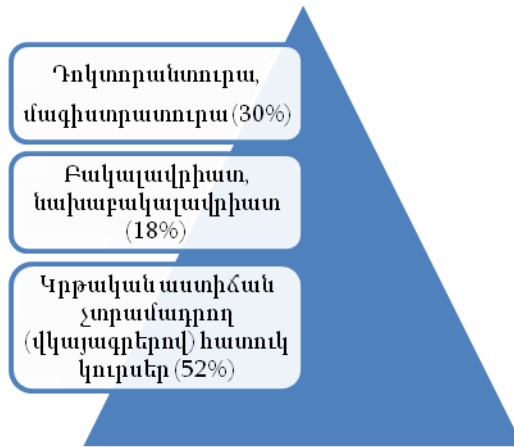 Դոկտորանտուրա,
մագիստրատուրա (30%)
Բակալավրիատ,
նախաբակալավրիատ
(18%)
Կրթական աստիճան
չտրամադրող
(վկայագրերով) հատուկ
կուրսեր (52%)